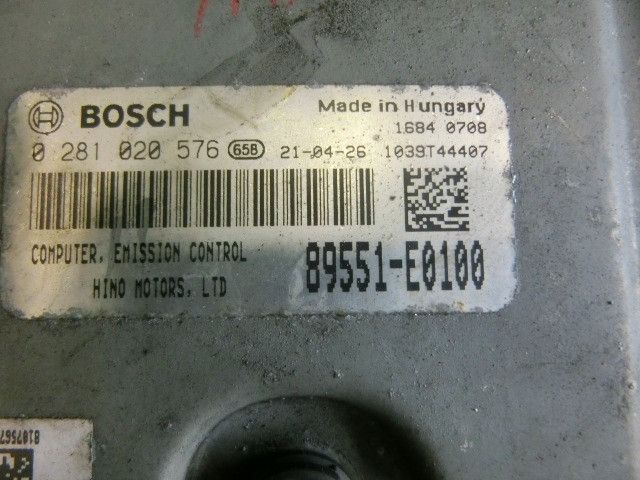 BOSCH
Made in Hungary
1684 0708
0 281 020 576 65B 21-04-26 1039T44407
COMPUTER, EMISSION CONTROL
89551-E0100
HINO MOTORS, LTD